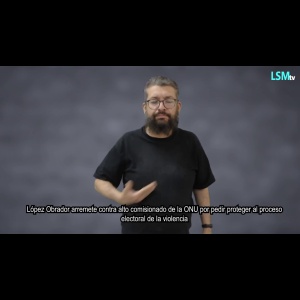 LSMtv
López Obrador arremete contra alto comisionado de la ONU por pedir proteger al proceso
electoral de la violencia